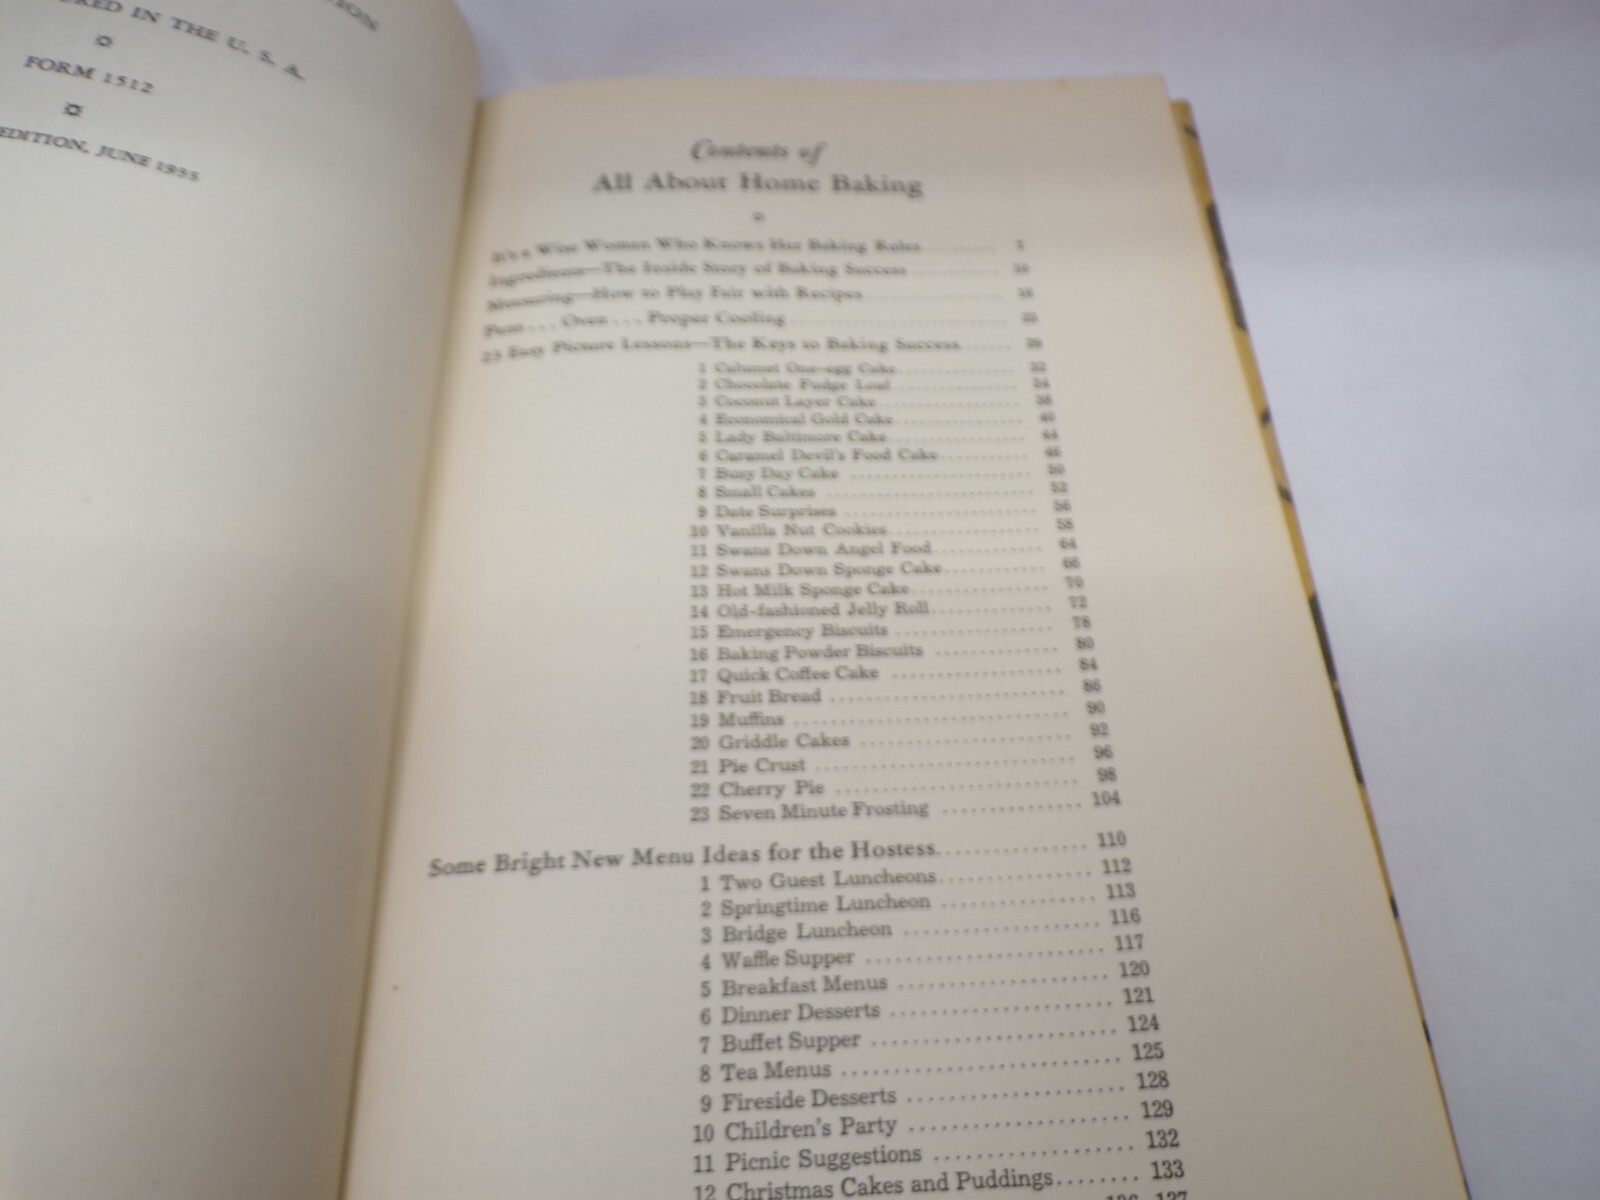 ION
IN THE U. S. A.
FORM 1512
EDITION, JUNE 1935
Contents of
All About Home Baking
It's a Wise Woman Who Knows Her Baking Rules 5
Ingredients—The Inside Story of Baking Success 10
Measuring—How to Play Fair with Recipes
Pans . . . Oven . . . Proper Cooling
Easy Picture Lessons—The Keys to Baking Success
1 Calumet One-egg Cake 32
2 Chocolate Fudge Loaf 34
3 Coconut Layer Cake
4 Economical Gold Cake 40
5 Lady Baltimore Cake 44
6 Caramel Devil's Food Cake 46
7 Busy Day Cake 50
8 Small Cakes 52
9 Date Surprises 56
10 Vanilla Nut Cookies 58
11 Swans Down Angel Food 64
12 Swans Down Sponge Cake 66
13 Hot Milk Sponge Cake 70
14 Old-fashioned Jelly Roll 72
15 Emergency Biscuits 78
16 Baking Powder Biscuits 80
17 Quick Coffee Cake 84
18 Fruit Bread 86
19 Muffins 90
20 Griddle Cakes 92
21 Pie Crust 96
22 Cherry Pie 98
23 Seven Minute Frosting 104
Some Bright New Menu Ideas for the Hostess 110
1 Two Guest Luncheons 112
2 Springtime Luncheon 113
3 Bridge Luncheon 116
4 Waffle Supper 117
5 Breakfast Menus 120
6 Dinner Desserts 121
7 Buffet Supper 124
8 Tea Menus 125
9 Fireside Desserts 128
10 Children's Party 129
11 Picnic Suggestions 132
12 Christmas Cakes and Puddings 133